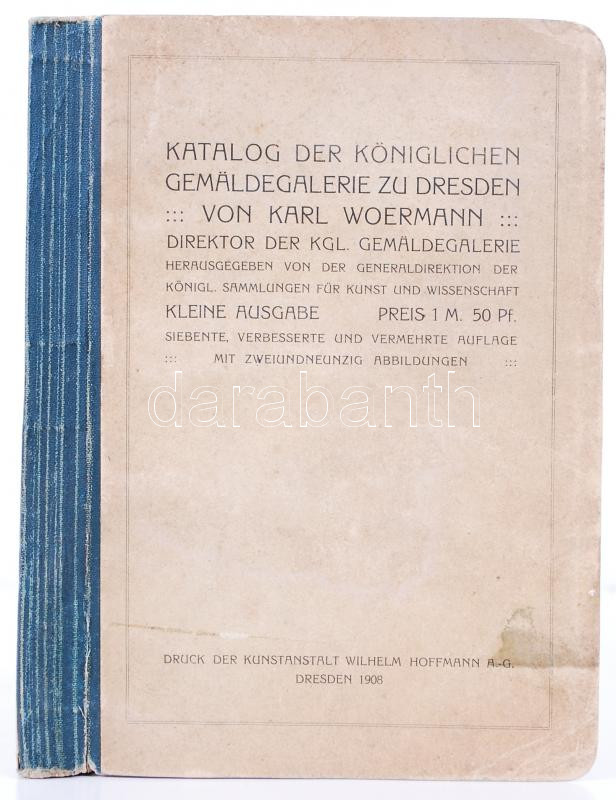 KATALOG DER KÖNIGLICHEN
GEMÄLDEGALERIE ZU DRESDEN
::: VON KARL WOERMANN :::
DIREKTOR DER KGL. GEMÄLDEGALERIE
HERAUSGEGEBEN VON DER GENERALDIREKTION DER
KÖNIGL. SAMMLUNGEN FÜR KUNST UND WISSENSCHAFT
KLEINE AUSGABE PREIS 1 M. 50 PF.
SIEBENTE, VERBESSERTE UND VERMEHRTE AUFLAGE
::: MIT ZWEIUNDNEUNZIG ABBILDUNGEN :::
darabanth
DRUCK DER KUNSTANSTALT WILHELM HOFFMANN A.-G.
DRESDEN 1908